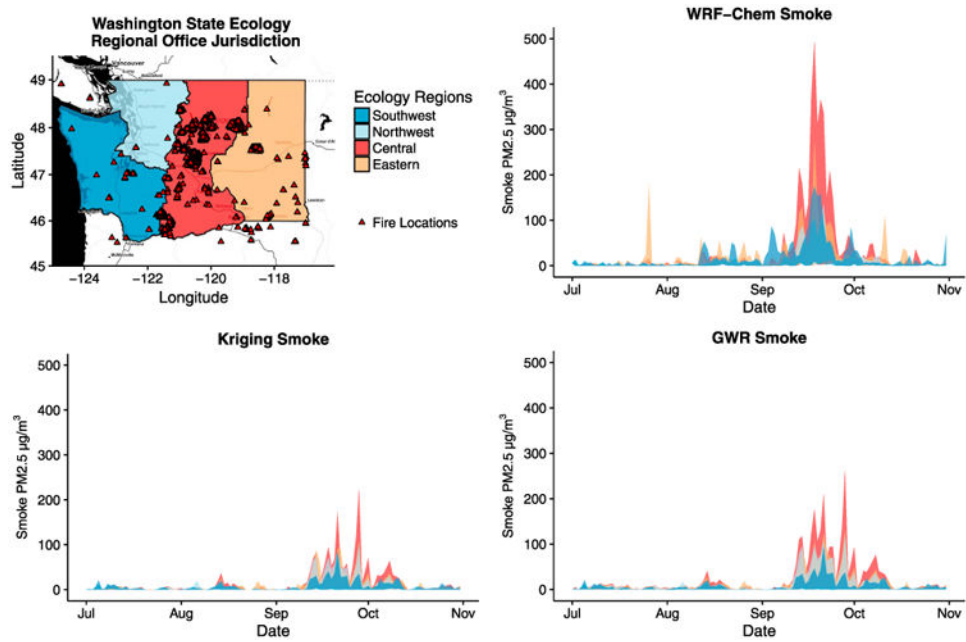 Washington State Ecology
Regional Office Jurisdiction
Vancouver
49
48
47
46
45
Latitude
−124
−122
−120
−118
Longitude
Ecology Regions
Southwest
Northwest
Central
Eastern
Fire Locations
WRF−Chem Smoke
500
400
300
200
100
0
Smoke PM2.5 µg/m³
Jul
Aug
Sep
Oct
Nov
Date
Kriging Smoke
500
400
300
200
100
0
Smoke PM2.5 µg/m³
Jul
Aug
Sep
Oct
Nov
Date
GWR Smoke
500
400
300
200
100
0
Smoke PM2.5 µg/m³
Jul
Aug
Sep
Oct
Nov
Date